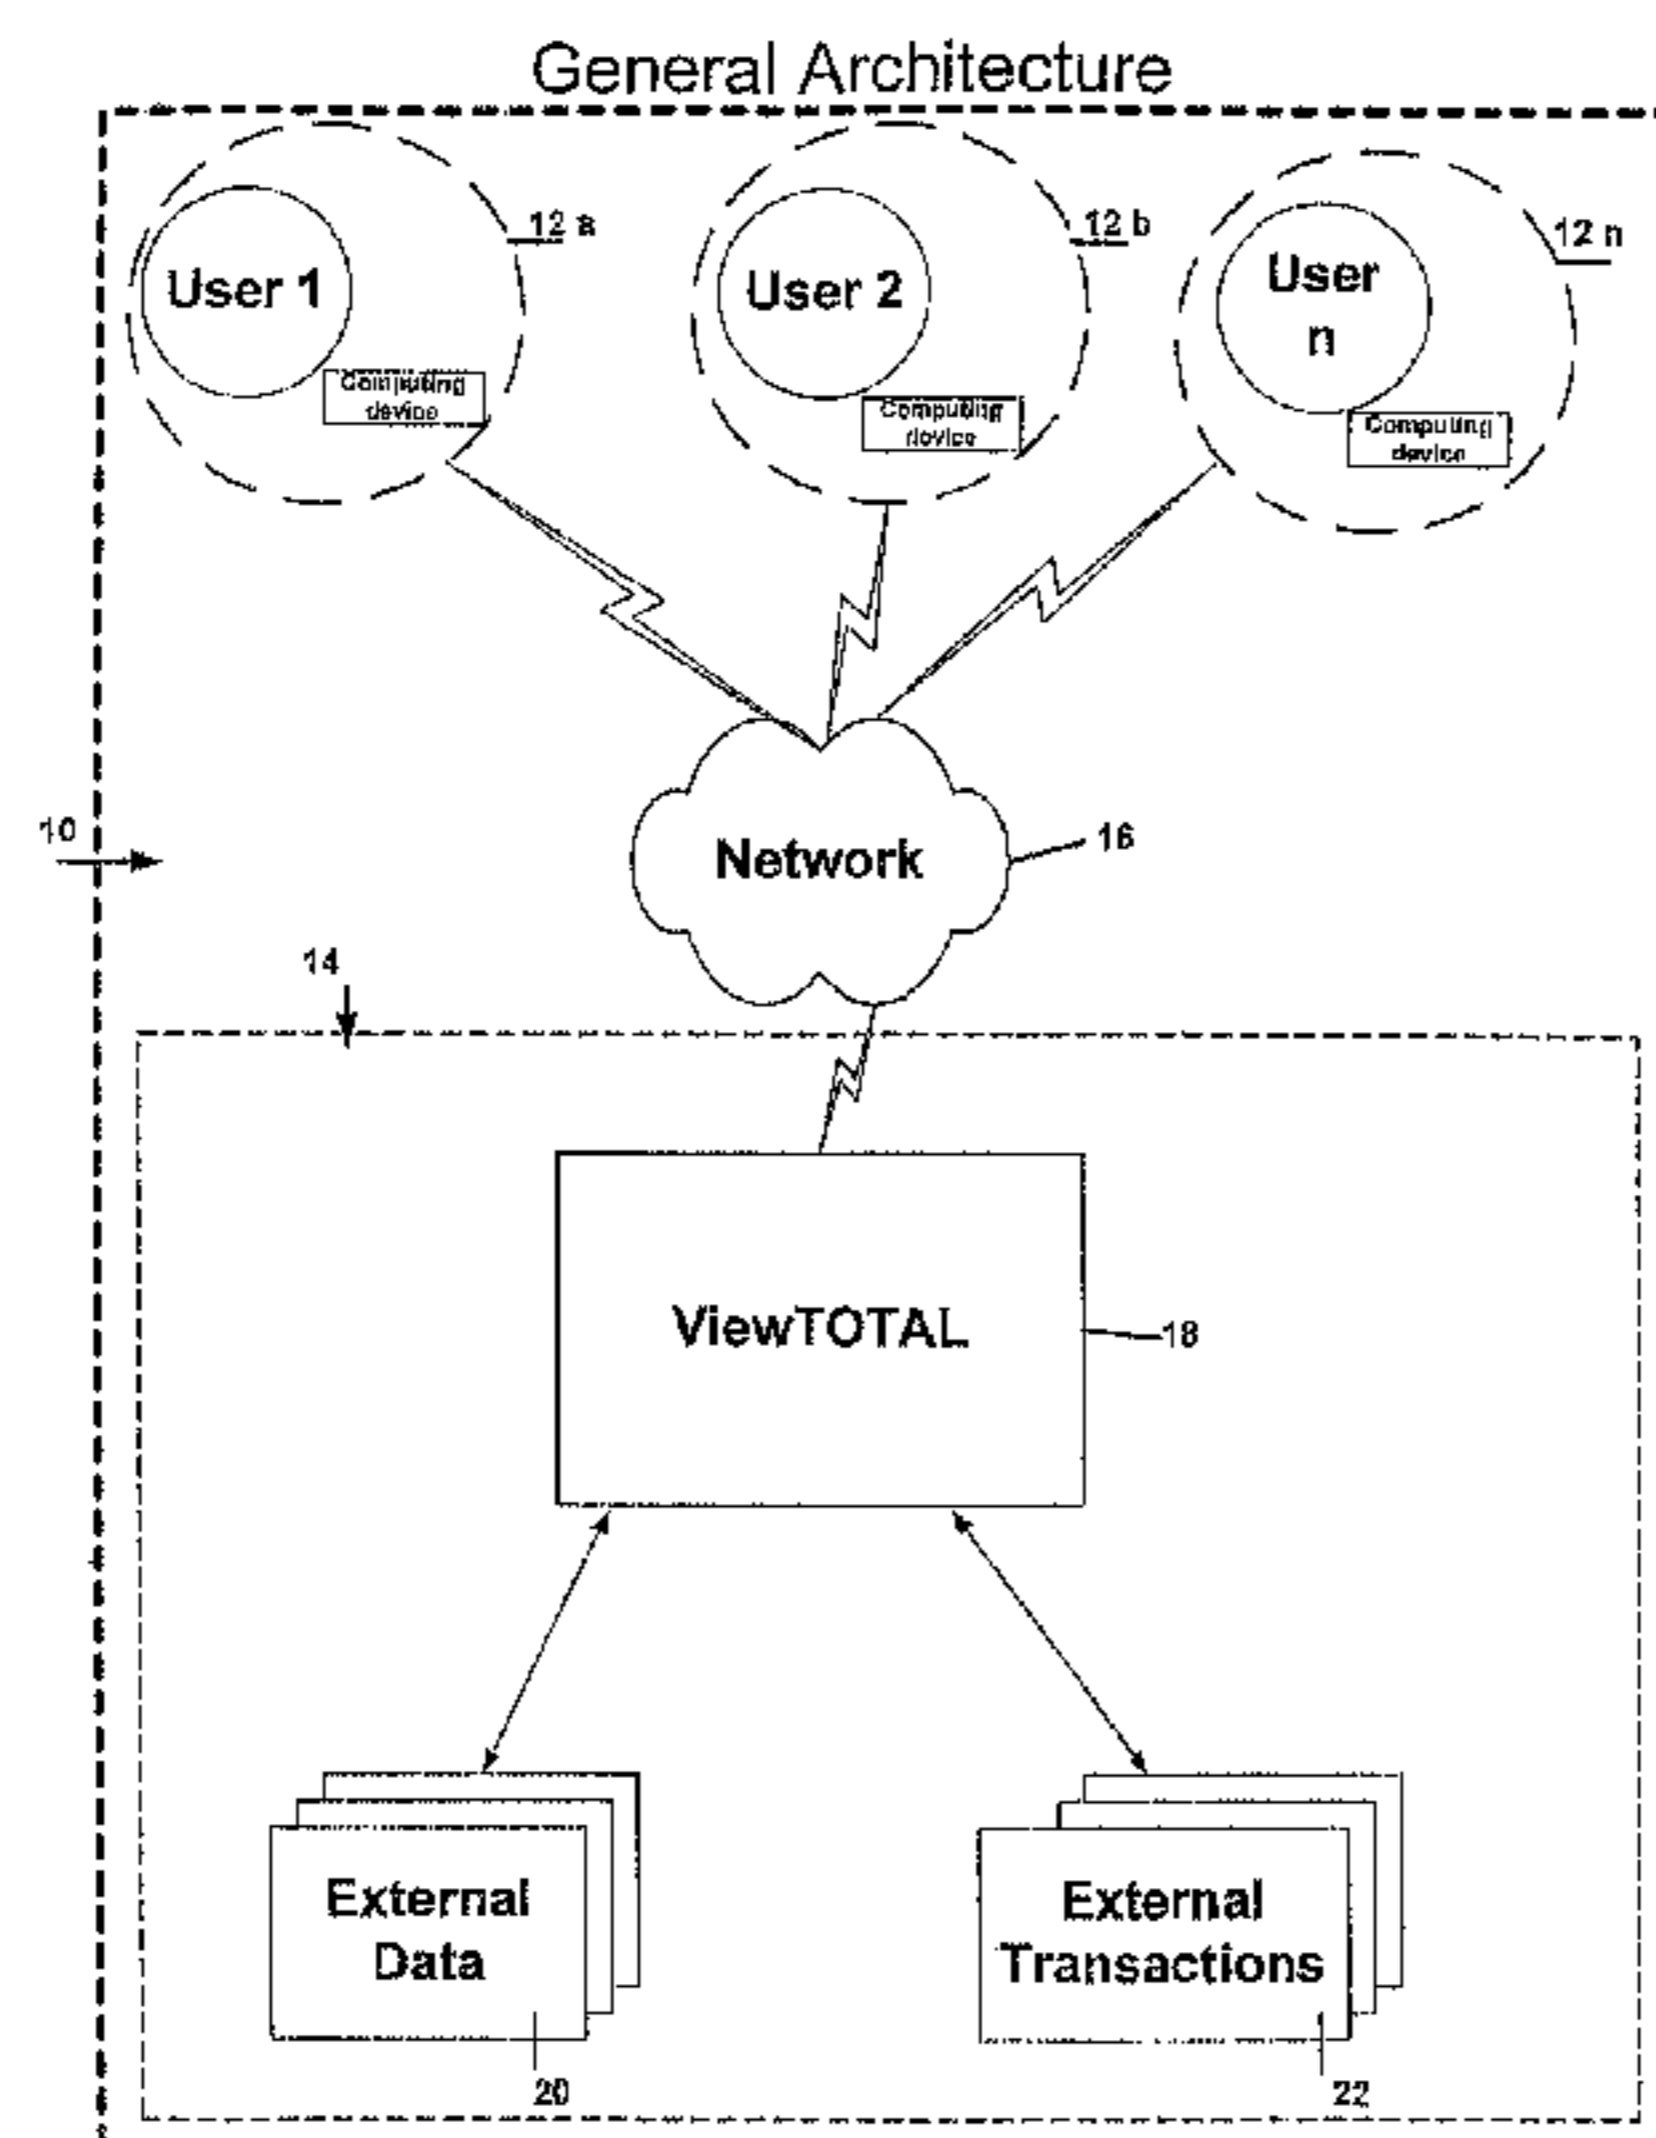 General Architecture
12 a
12 b
12 n
User 1
User 2
User
n
Computing
device
Computing
device
Computing
device
10
Network
16
14
ViewTOTAL
18
External
Data
External
Transactions
20
22